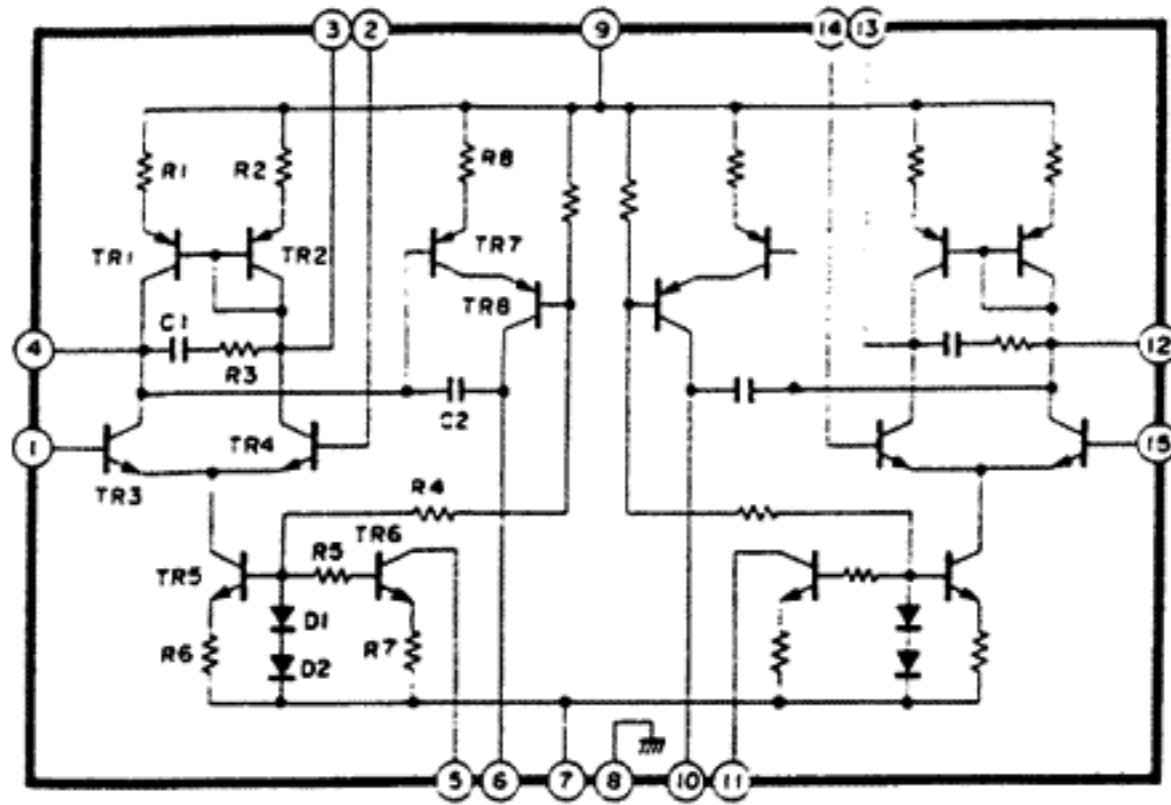 3 2 9 14 13
R1 R2 R8
TR1 TR2 TR7
TR8
C1
4 R3 12
C2
1 TR4 15
TR3 R4
TR6
TR5 R5
D1
R6 D2 R7
5 6 7 8 10 11